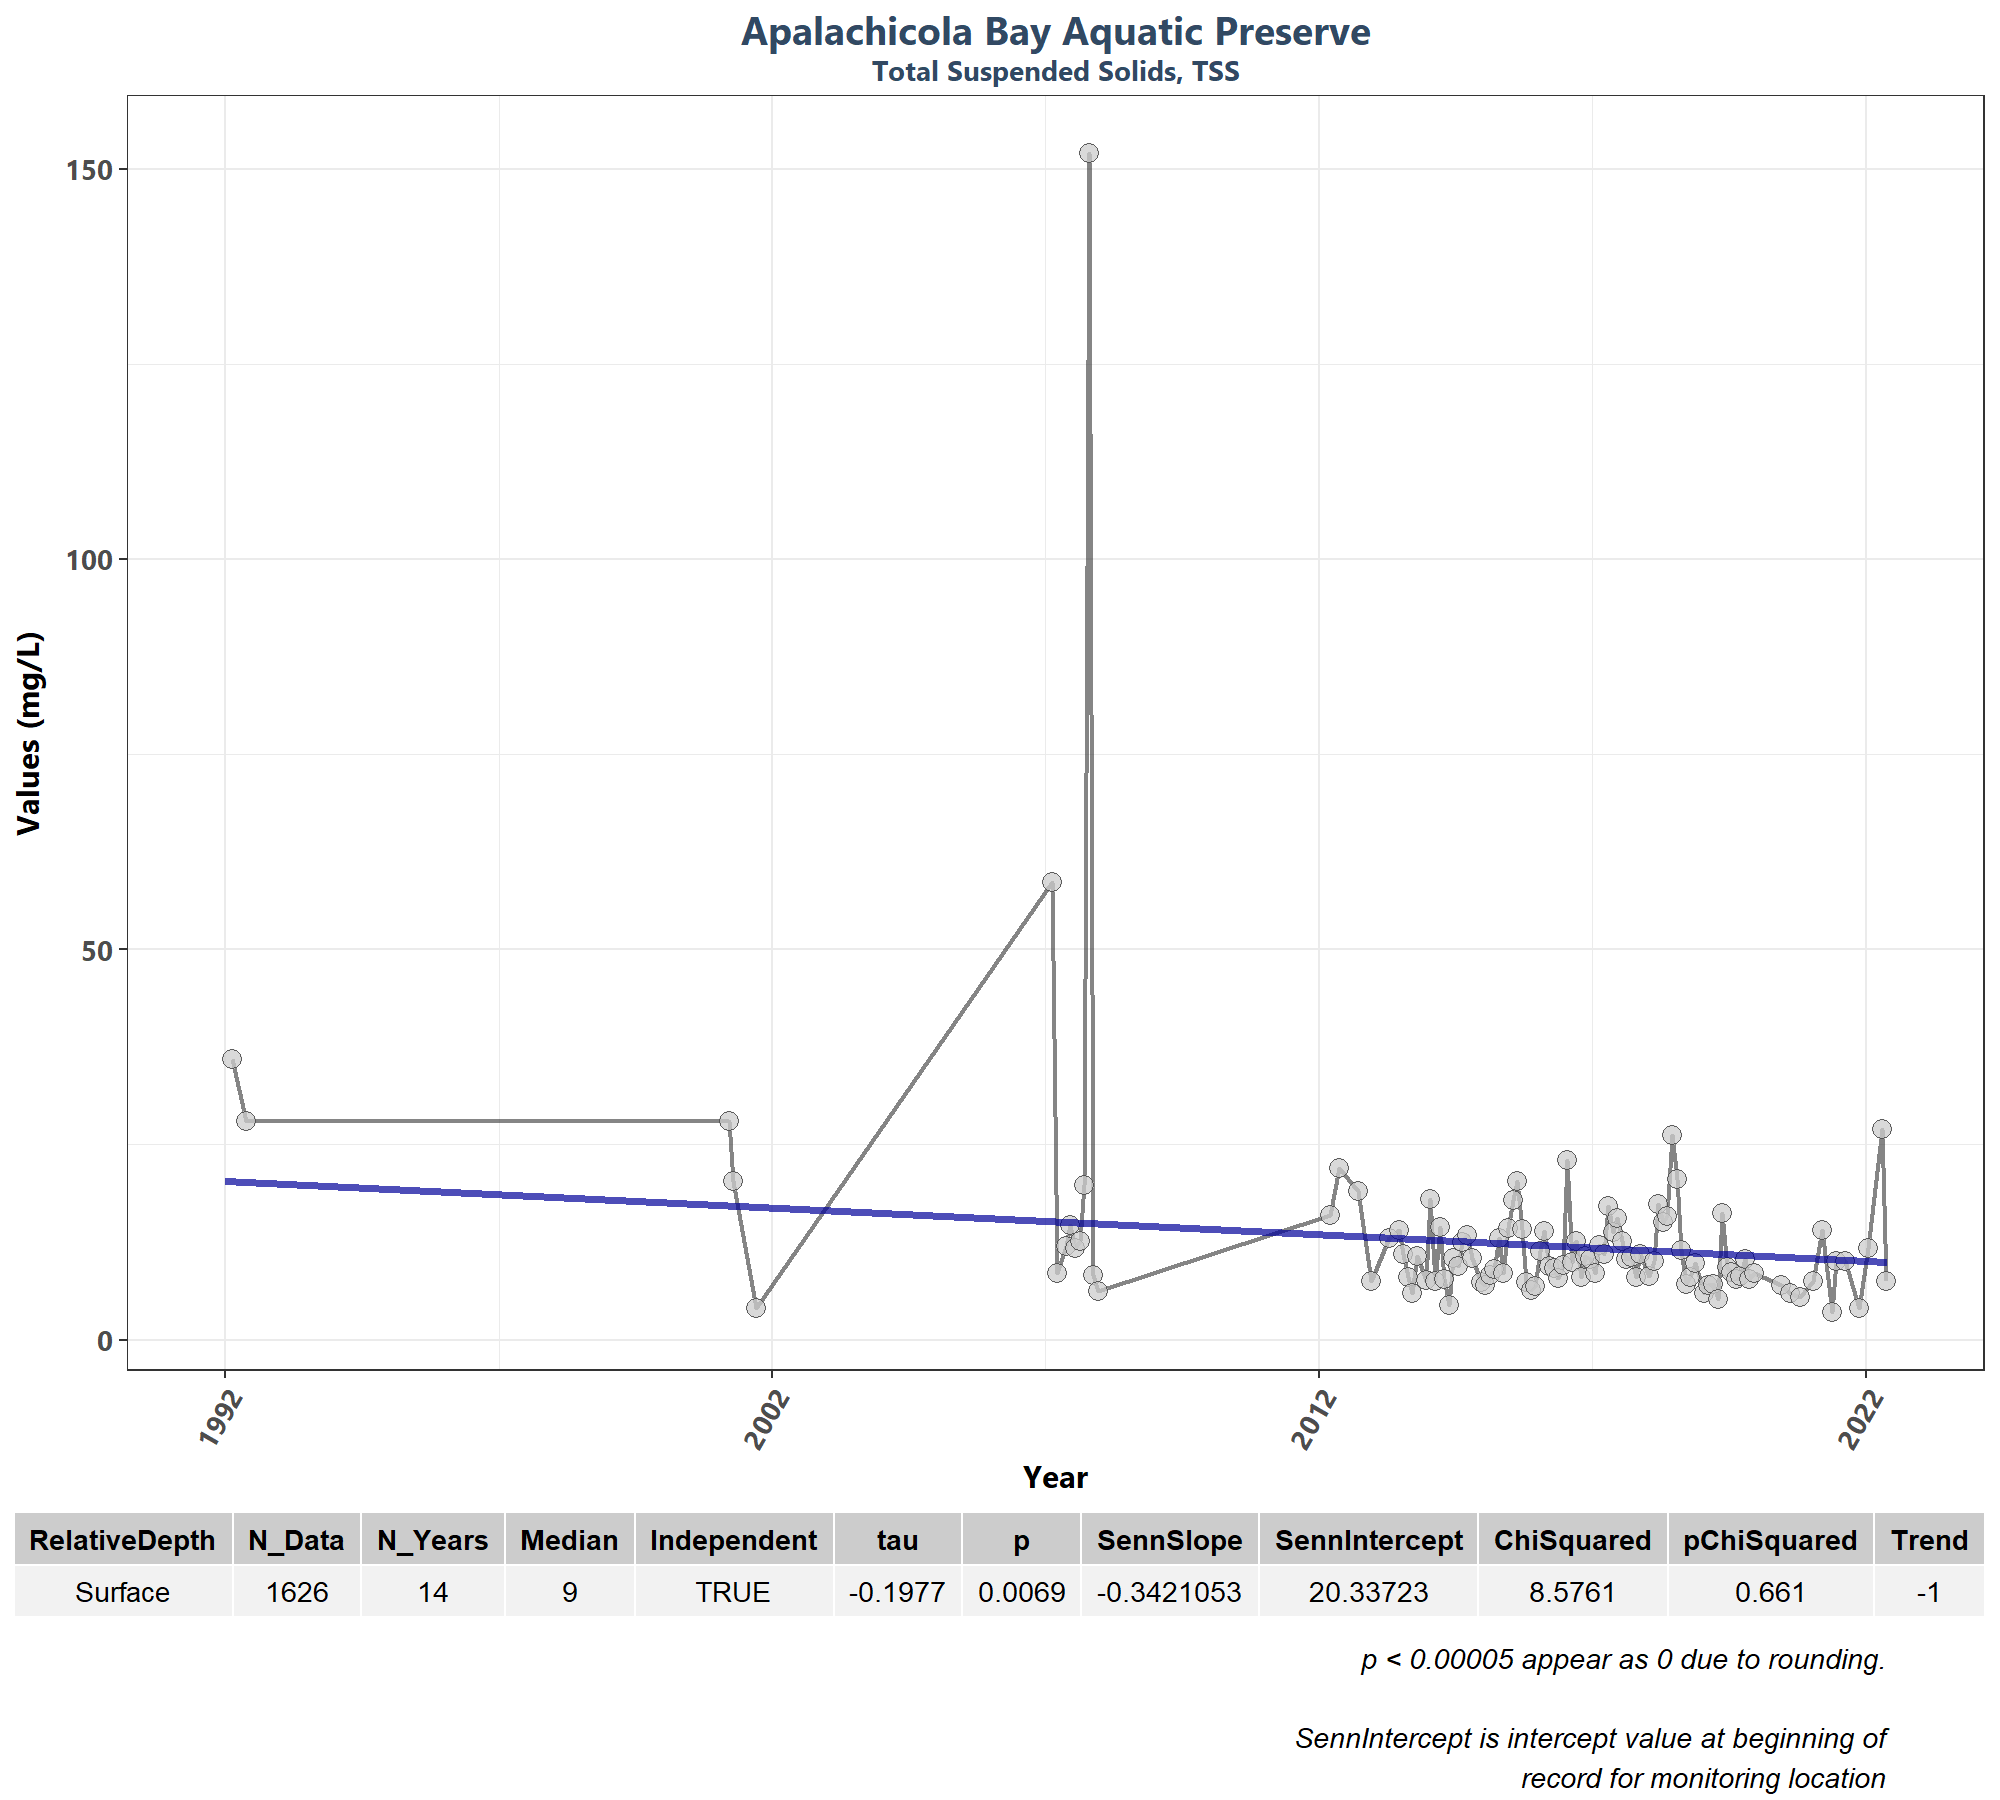 Apalachicola Bay Aquatic Preserve
Total Suspended Solids, TSS
Values (mg/L)
150
100
50
0
1992 2002 2012 2022
Year
RelativeDepth N_Data N_Years Median Independent tau p SennSlope SennIntercept ChiSquared pChiSquared Trend
Surface 1626 14 9 TRUE -0.1977 0.0069 -0.3421053 20.33723 8.5761 0.661 -1
p < 0.00005 appear as 0 due to rounding.
SennIntercept is intercept value at beginning of
record for monitoring location